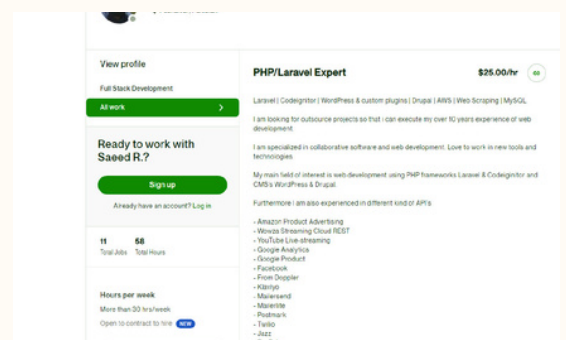 View profile
Full Stack Development
All work
Ready to work with
Saeed R.?
Sign up
Already have an account? Log in
11
58
Total Jobs
Total Hours
Hours per week
More than 30 hrs/week
Open to contract to hire
NEW
PHP/Laravel Expert
$25.00/hr
Laravel | Codeignitor | WordPress & custom plugins | Drupal | AWS | Web Scraping | MySQL
I am looking for outsource projects so that i can execute my over 10 years experience of web
development
I am specialized in collaborative software and web development. Love to work in new tools and
technologies
My main field of interest is web development using PHP frameworks Laravel & Codeignitor and
CMS's WordPress & Drupal.
Furthermore I am also experienced in different kind of API's
- Amazon Product Advertising
- Wowza Streaming Cloud REST
- YouTube Live-streaming
- Google Analytics
- Google Product
- Facebook
- From Doppler
- Klaviyo
- Mailersend
- Mailerlite
- Postmark
- Twilio
- Jazz